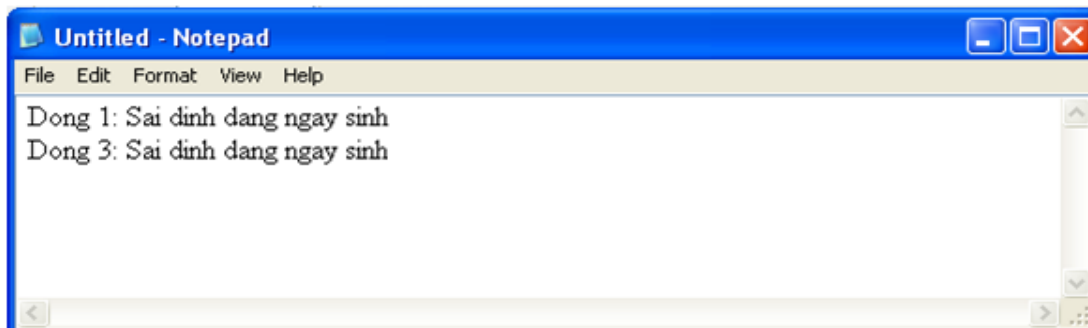 Untitled - Notepad
File Edit Format View Help
Dong 1: Sai dinh dang ngay sinh
Dong 3: Sai dinh dang ngay sinh